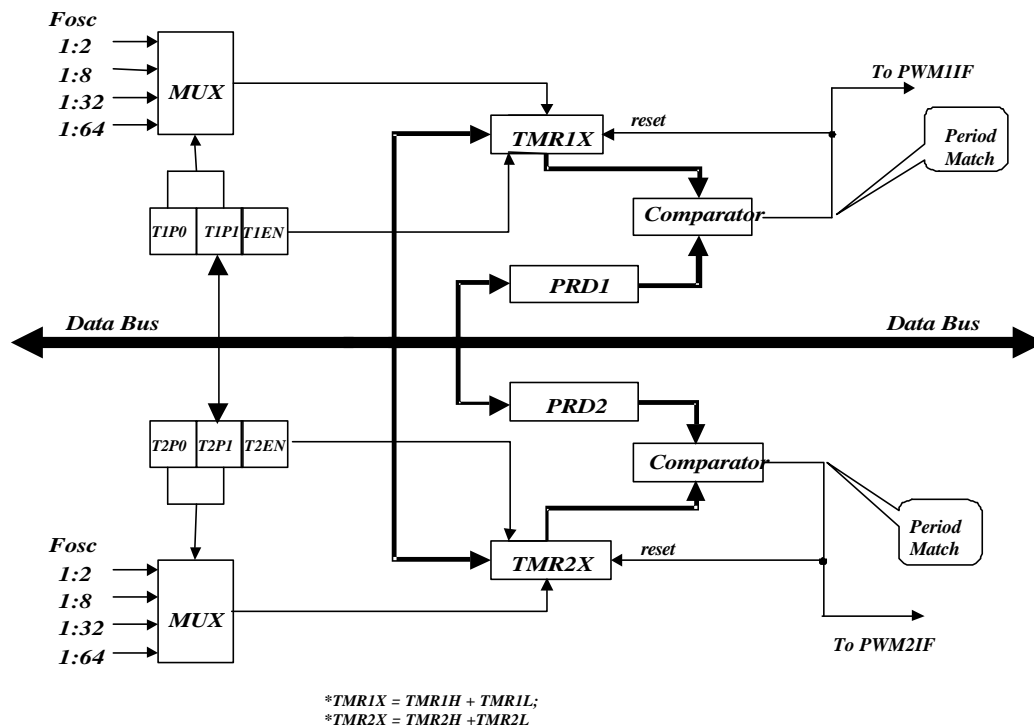 Fosc
1:2
1:8
1:32
1:64
MUX
To PWM1IF
reset
TMR1X
Period
Match
Comparator
T1P0 T1P1 T1EN
PRD1
Data Bus
Data Bus
PRD2
T2P0 T2P1 T2EN
Comparator
Period
Match
Fosc
1:2
1:8
1:32
1:64
MUX
TMR2X
reset
To PWM2IF
*TMR1X = TMR1H + TMR1L;
*TMR2X = TMR2H +TMR2L